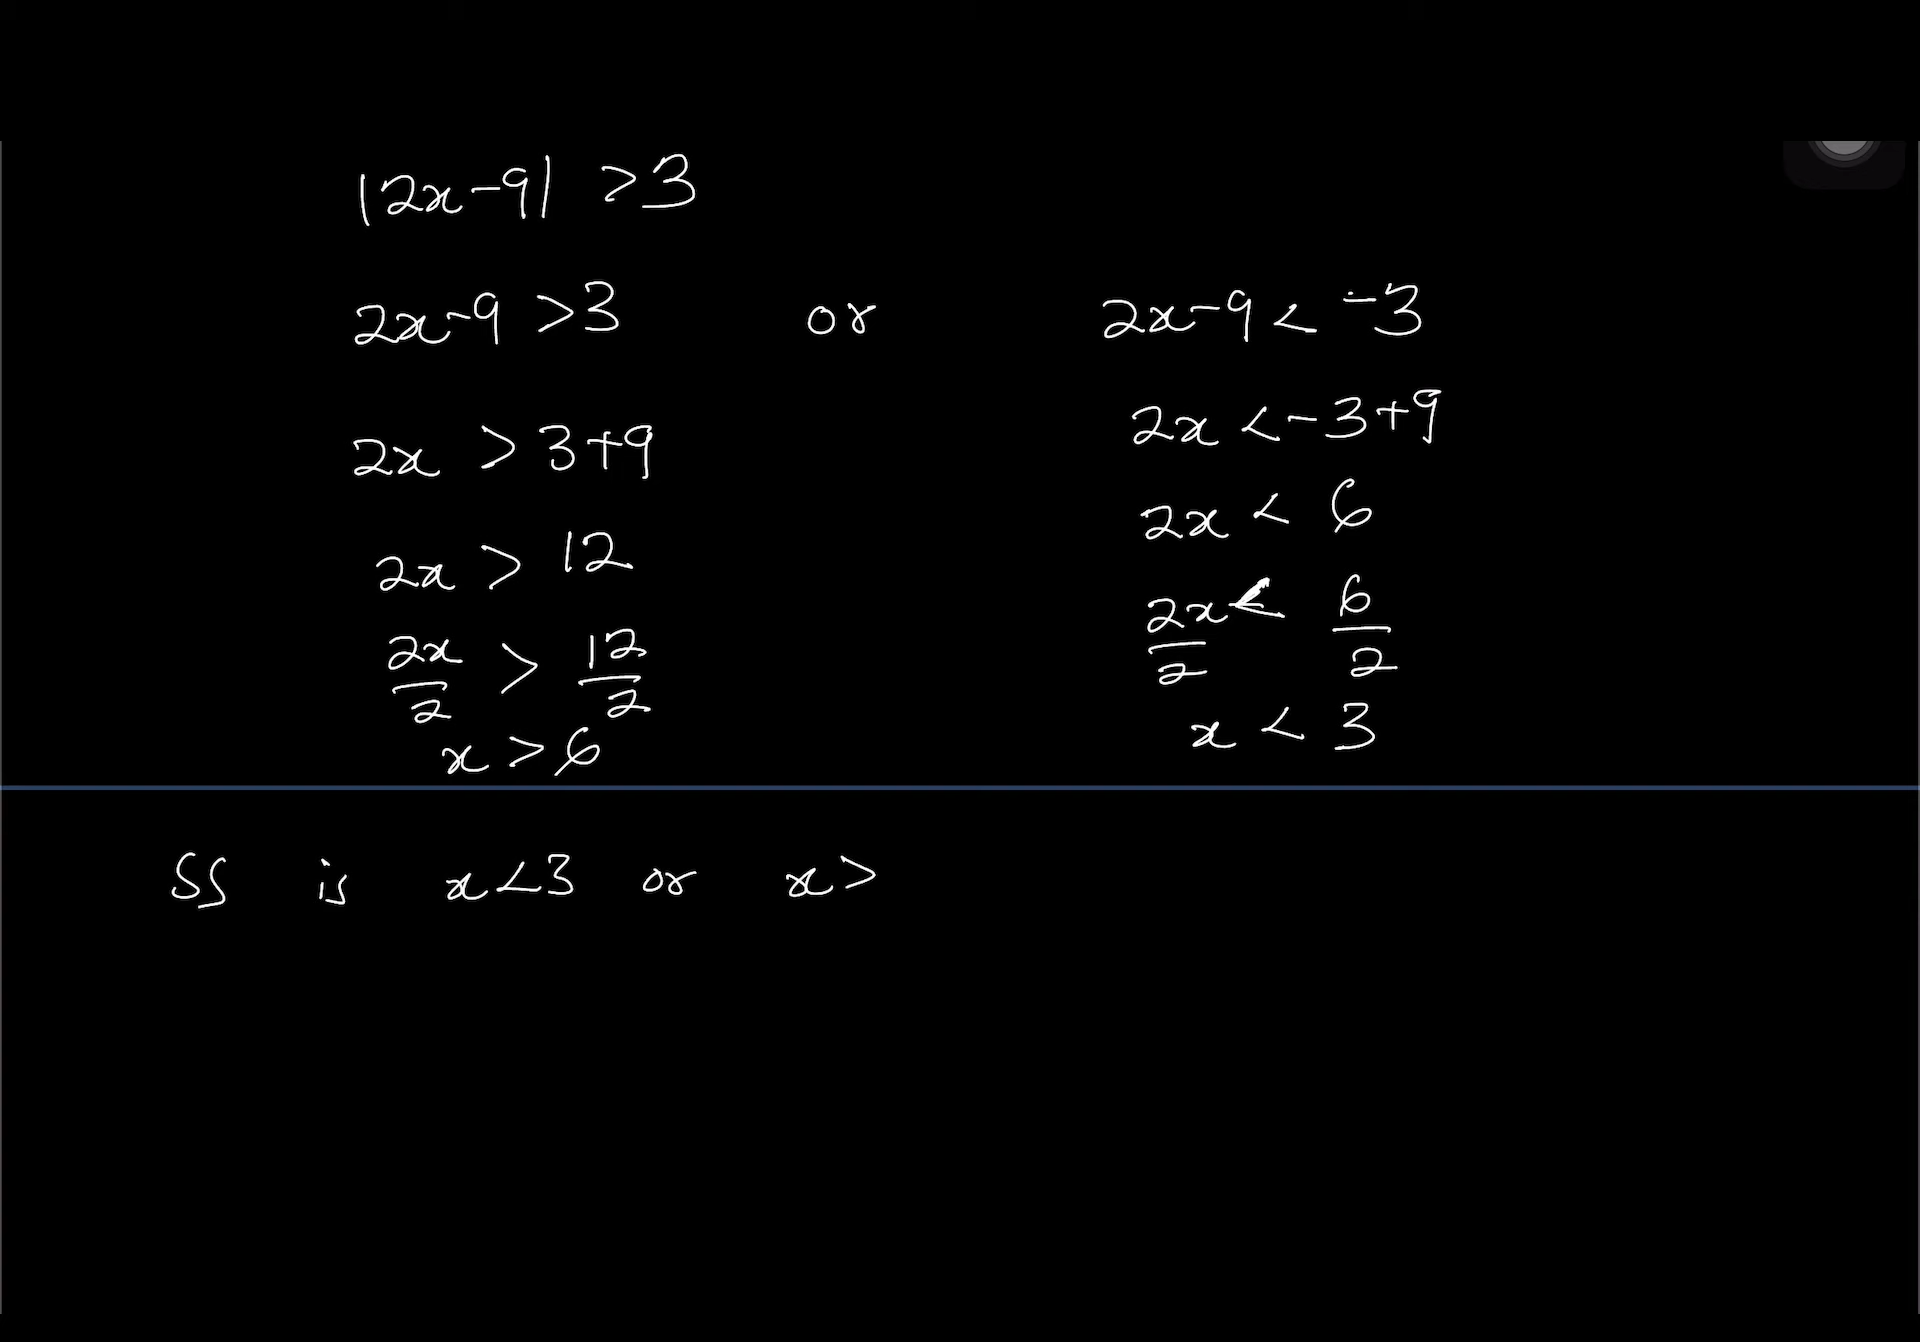 |2x-9| >3
2x-9 >3 or 2x-9 < -3
2x > 3+9
2x < -3+9
2x > 12
2x < 6
2x/2 > 12/2
2x/2 < 6/2
x > 6
x < 3
SS is x<3 or x>